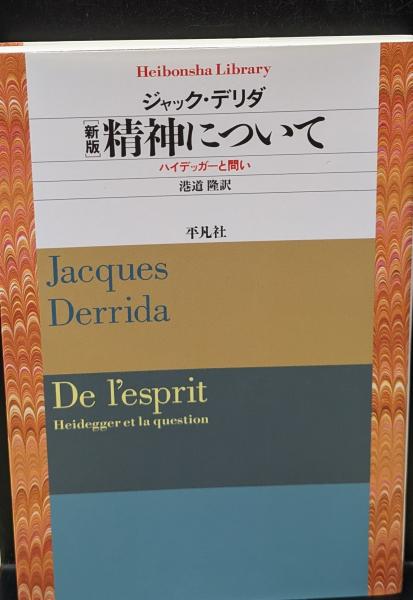 Heibonsha Library
ジャック・デリダ
[新版]精神について
ハイデッガーと問い
港道 隆訳
平凡社
Jacques
Derrida
De l'esprit
Heidegger et la question